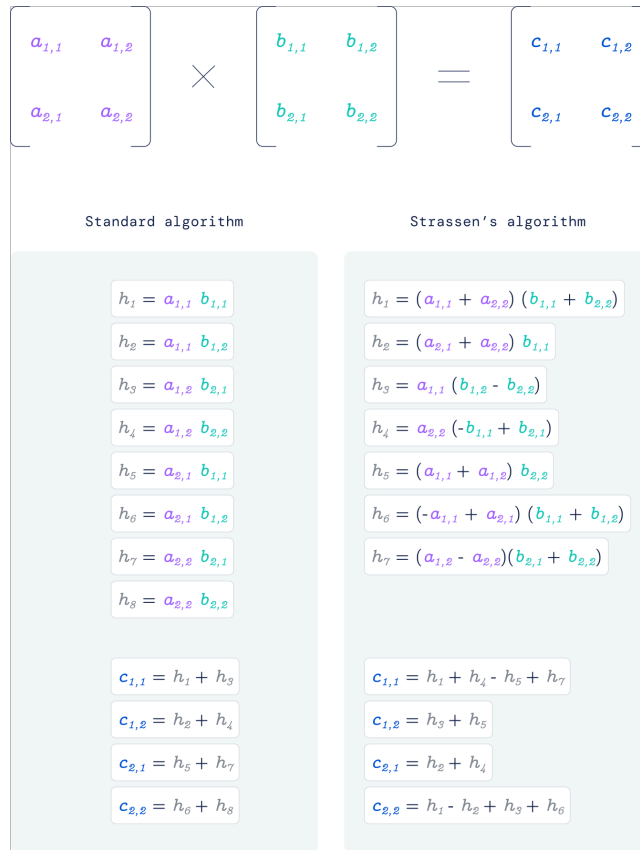 a₁,₁ a₁,₂ b₁,₁ b₁,₂ c₁,₁ c₁,₂
× =
a₂,₁ a₂,₂ b₂,₁ b₂,₂ c₂,₁ c₂,₂
Standard algorithm
h₁ = a₁,₁ b₁,₁
h₂ = a₁,₁ b₁,₂
h₃ = a₁,₂ b₂,₁
h₄ = a₁,₂ b₂,₂
h₅ = a₂,₁ b₁,₁
h₆ = a₂,₁ b₁,₂
h₇ = a₂,₂ b₂,₁
h₈ = a₂,₂ b₂,₂
c₁,₁ = h₁ + h₃
c₁,₂ = h₂ + h₄
c₂,₁ = h₅ + h₇
c₂,₂ = h₆ + h₈
Strassen’s algorithm
h₁ = (a₁,₁ + a₂,₂) (b₁,₁ + b₂,₂)
h₂ = (a₂,₁ + a₂,₂) b₁,₁
h₃ = a₁,₁ (b₁,₂ - b₂,₂)
h₄ = a₂,₂ (-b₁,₁ + b₂,₁)
h₅ = (a₁,₁ + a₁,₂) b₂,₂
h₆ = (-a₁,₁ + a₂,₁) (b₁,₁ + b₁,₂)
h₇ = (a₁,₂ - a₂,₂)(b₂,₁ + b₂,₂)
c₁,₁ = h₁ + h₄ - h₅ + h₇
c₁,₂ = h₃ + h₅
c₂,₁ = h₂ + h₄
c₂,₂ = h₁ - h₂ + h₃ + h₆